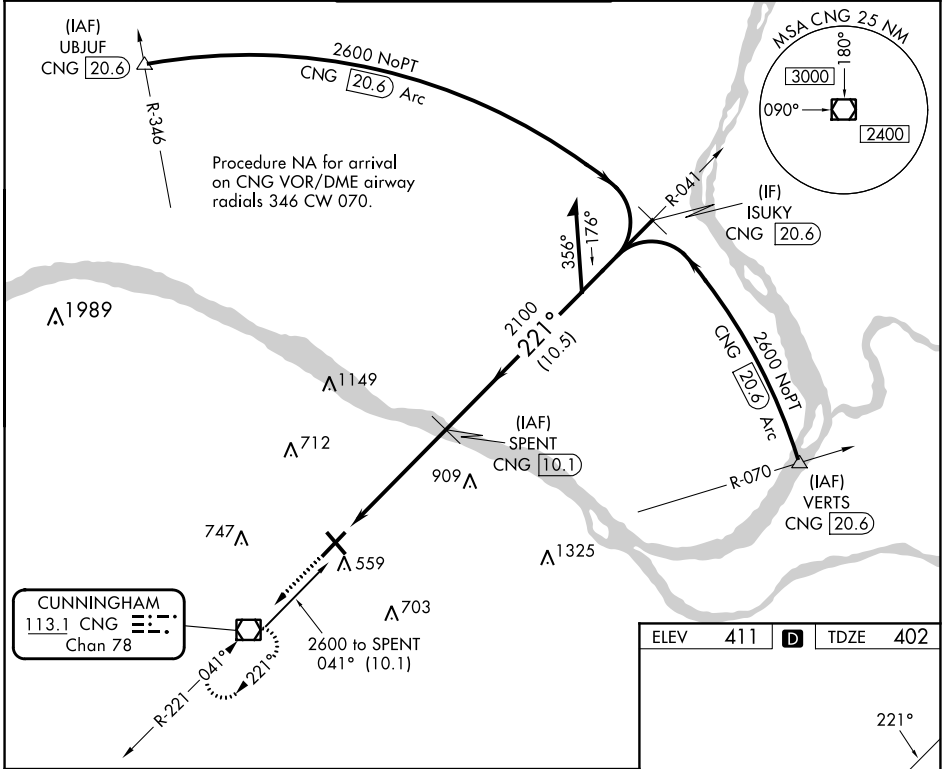 (IAF)
UBJUF
CNG 20.6
R-346
2600 NoPT
CNG 20.6 Arc
MSA CNG 25 NM
180°
3000
090°
2400
Procedure NA for arrival
on CNG VOR/DME airway
radials 346 CW 070.
R-041
(IF)
ISUKY
CNG 20.6
356°
176°
2100
221°
(10.5)
2600 NoPT
CNG 20.6 Arc
1989
1149
712
(IAF)
SPENT
CNG 10.1
909
R-070
(IAF)
VERTS
CNG 20.6
747
559
1325
703
CUNNINGHAM
113.1 CNG
Chan 78
2600 to SPENT
041° (10.1)
R-221
041°
221°
ELEV 411 D TDZE 402
221°